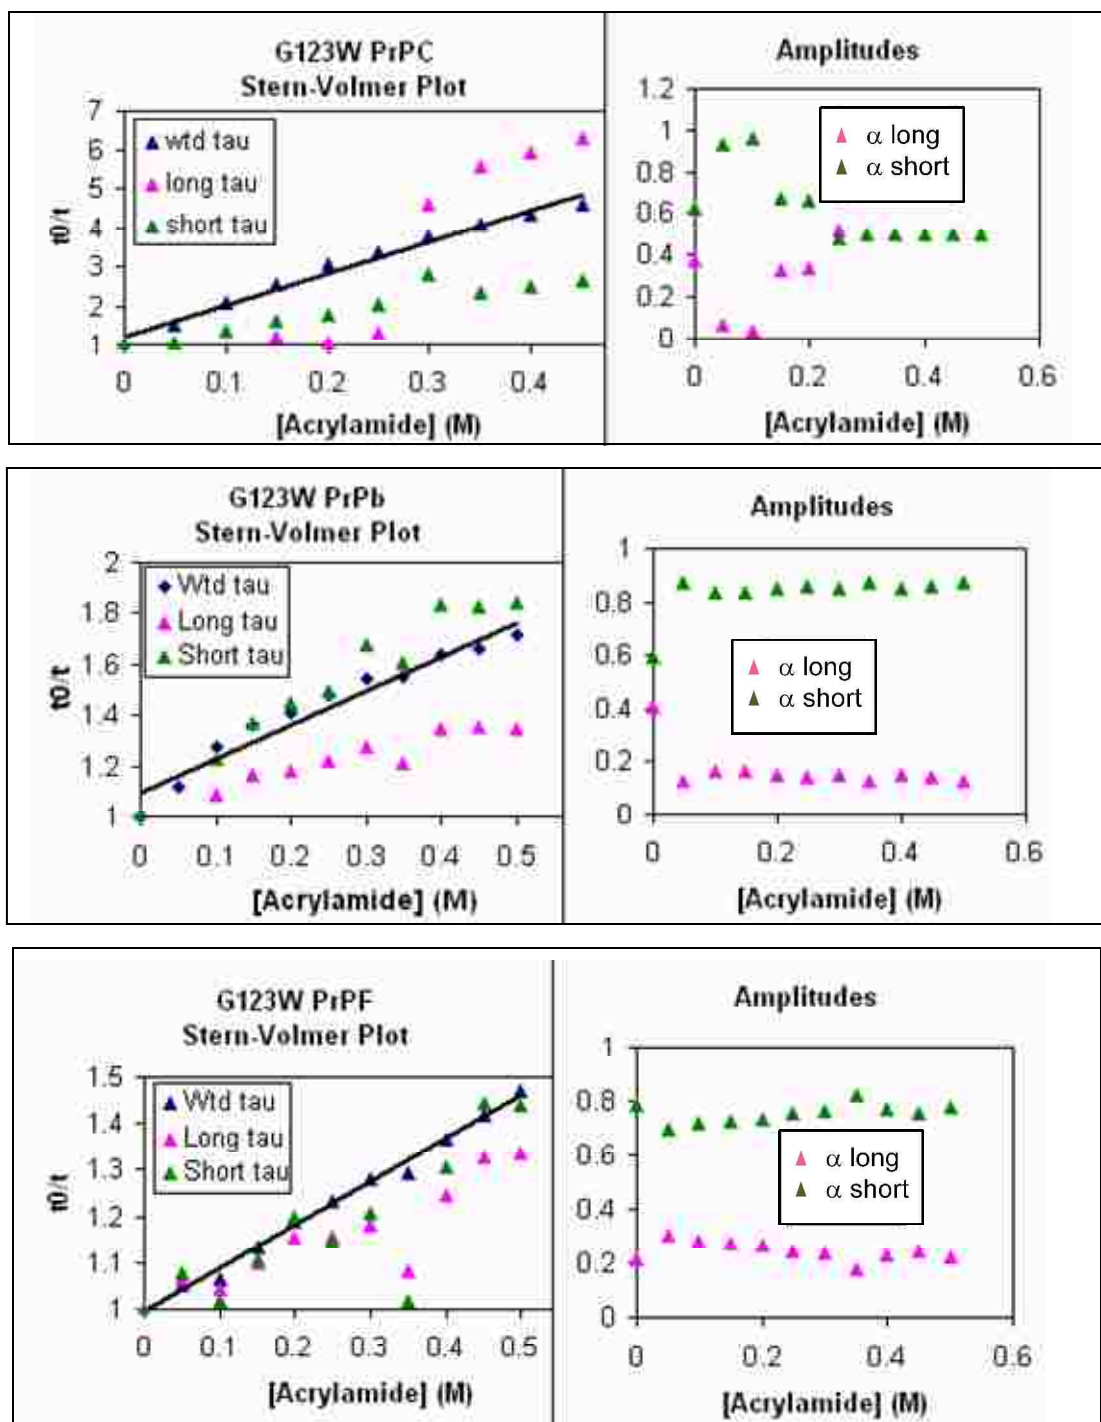 G123W PrPC
Stern-Volmer Plot
7
6
5
4
3
2
1
t0/t
wtd tau
long tau
short tau
0 0.1 0.2 0.3 0.4
[Acrylamide] (M)
Amplitudes
1.2
1
0.8
0.6
0.4
0.2
0
α long
α short
0 0.2 0.4 0.6
[Acrylamide] (M)
G123W PrPb
Stern-Volmer Plot
2
1.8
1.6
1.4
1.2
1
t0/t
Wtd tau
Long tau
Short tau
0 0.1 0.2 0.3 0.4 0.5
[Acrylamide] (M)
Amplitudes
1
0.8
0.6
0.4
0.2
0
α long
α short
0 0.2 0.4 0.6
[Acrylamide] (M)
G123W PrPF
Stern-Volmer Plot
1.5
1.4
1.3
1.2
1.1
1
t0/t
Wtd tau
Long tau
Short tau
0 0.1 0.2 0.3 0.4 0.5
[Acrylamide] (M)
Amplitudes
1
0.8
0.6
0.4
0.2
0
α long
α short
0 0.2 0.4 0.6
[Acrylamide] (M)